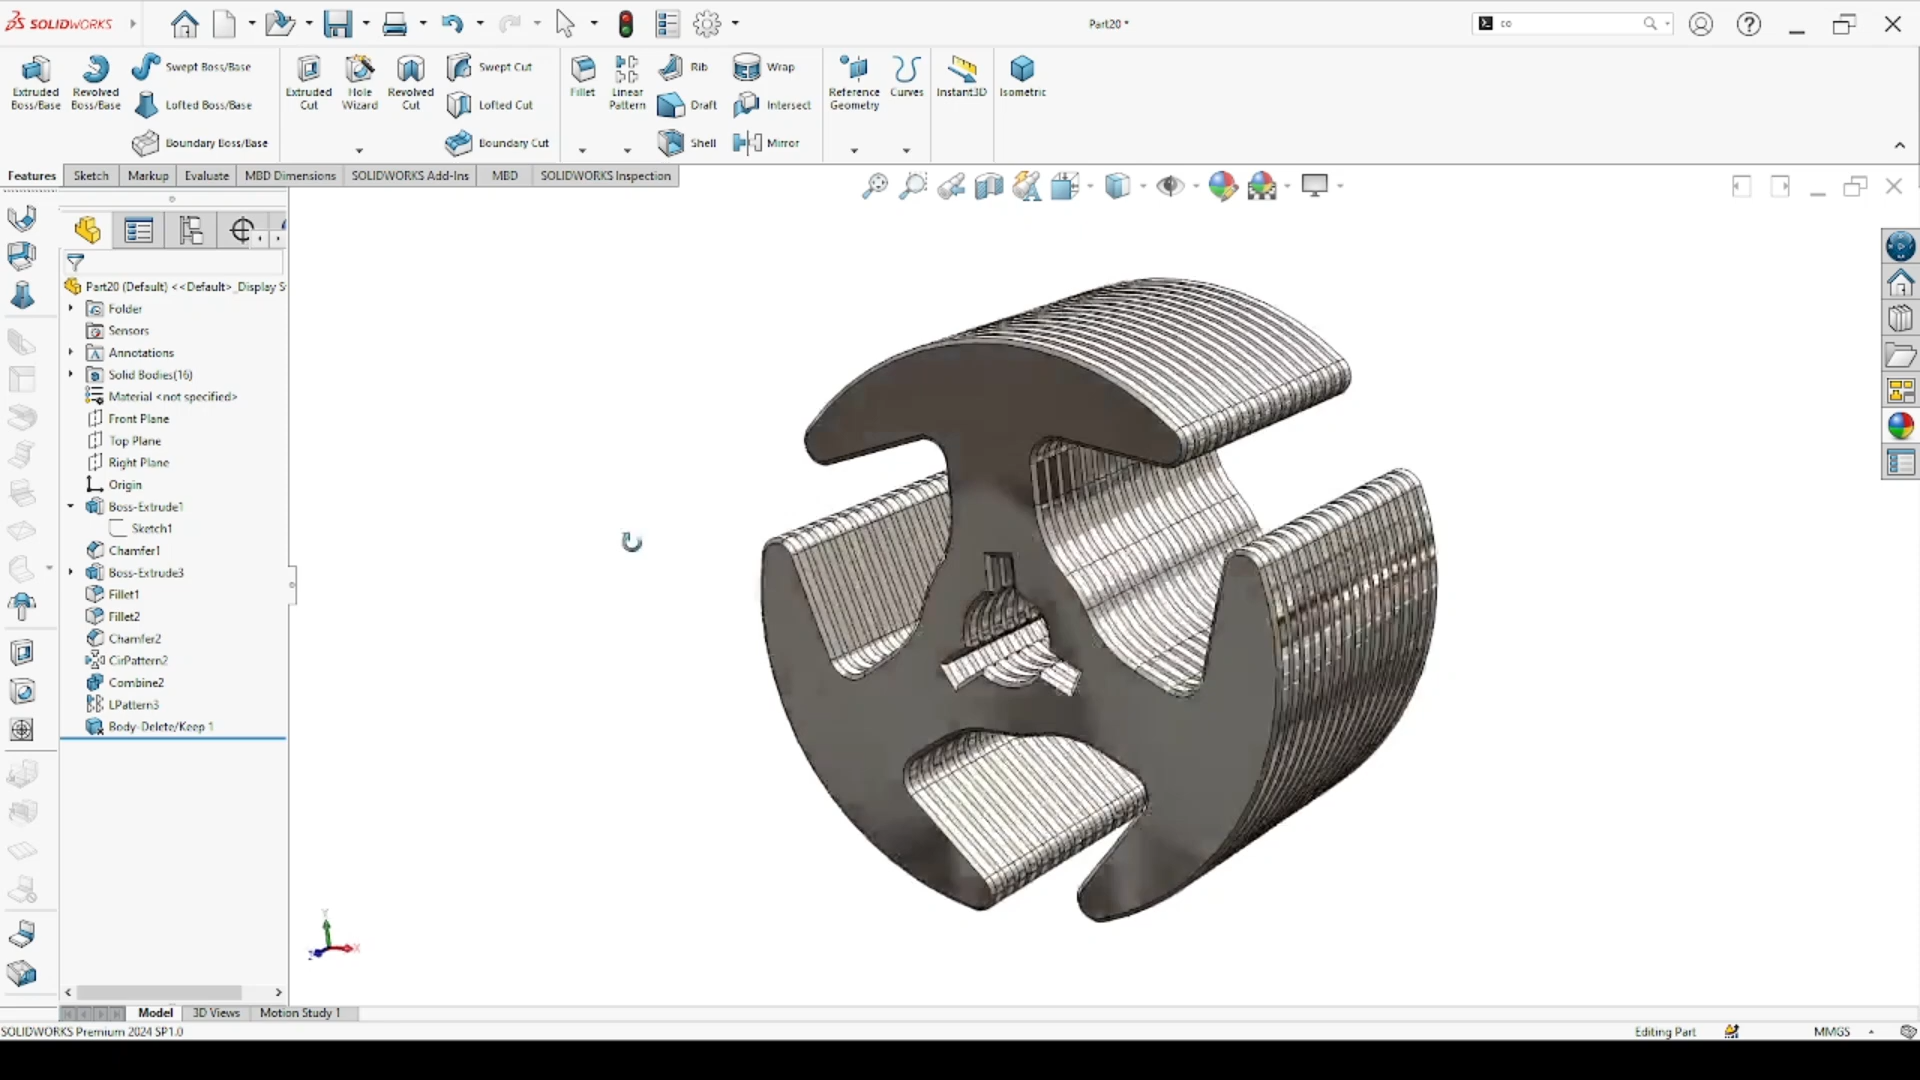 SOLIDWORKS
Part20 *
co
Extruded Boss/Base
Revolved Boss/Base
Swept Boss/Base
Lofted Boss/Base
Boundary Boss/Base
Extruded Cut
Hole Wizard
Revolved Cut
Swept Cut
Lofted Cut
Boundary Cut
Fillet
Linear Pattern
Rib
Draft
Shell
Wrap
Intersect
Mirror
Reference Geometry
Curves
Instant3D
Isometric
Features
Sketch
Markup
Evaluate
MBD Dimensions
SOLIDWORKS Add-Ins
MBD
SOLIDWORKS Inspection
Part20 (Default) <<Default>_Display S
Folder
Sensors
Annotations
Solid Bodies(16)
Material <not specified>
Front Plane
Top Plane
Right Plane
Origin
Boss-Extrude1
Sketch1
Chamfer1
Boss-Extrude3
Fillet1
Fillet2
Chamfer2
CirPattern2
Combine2
LPattern3
Body-Delete/Keep 1
Y
X
Model
3D Views
Motion Study 1
SOLIDWORKS Premium 2024 SP1.0
Editing Part
MMGS